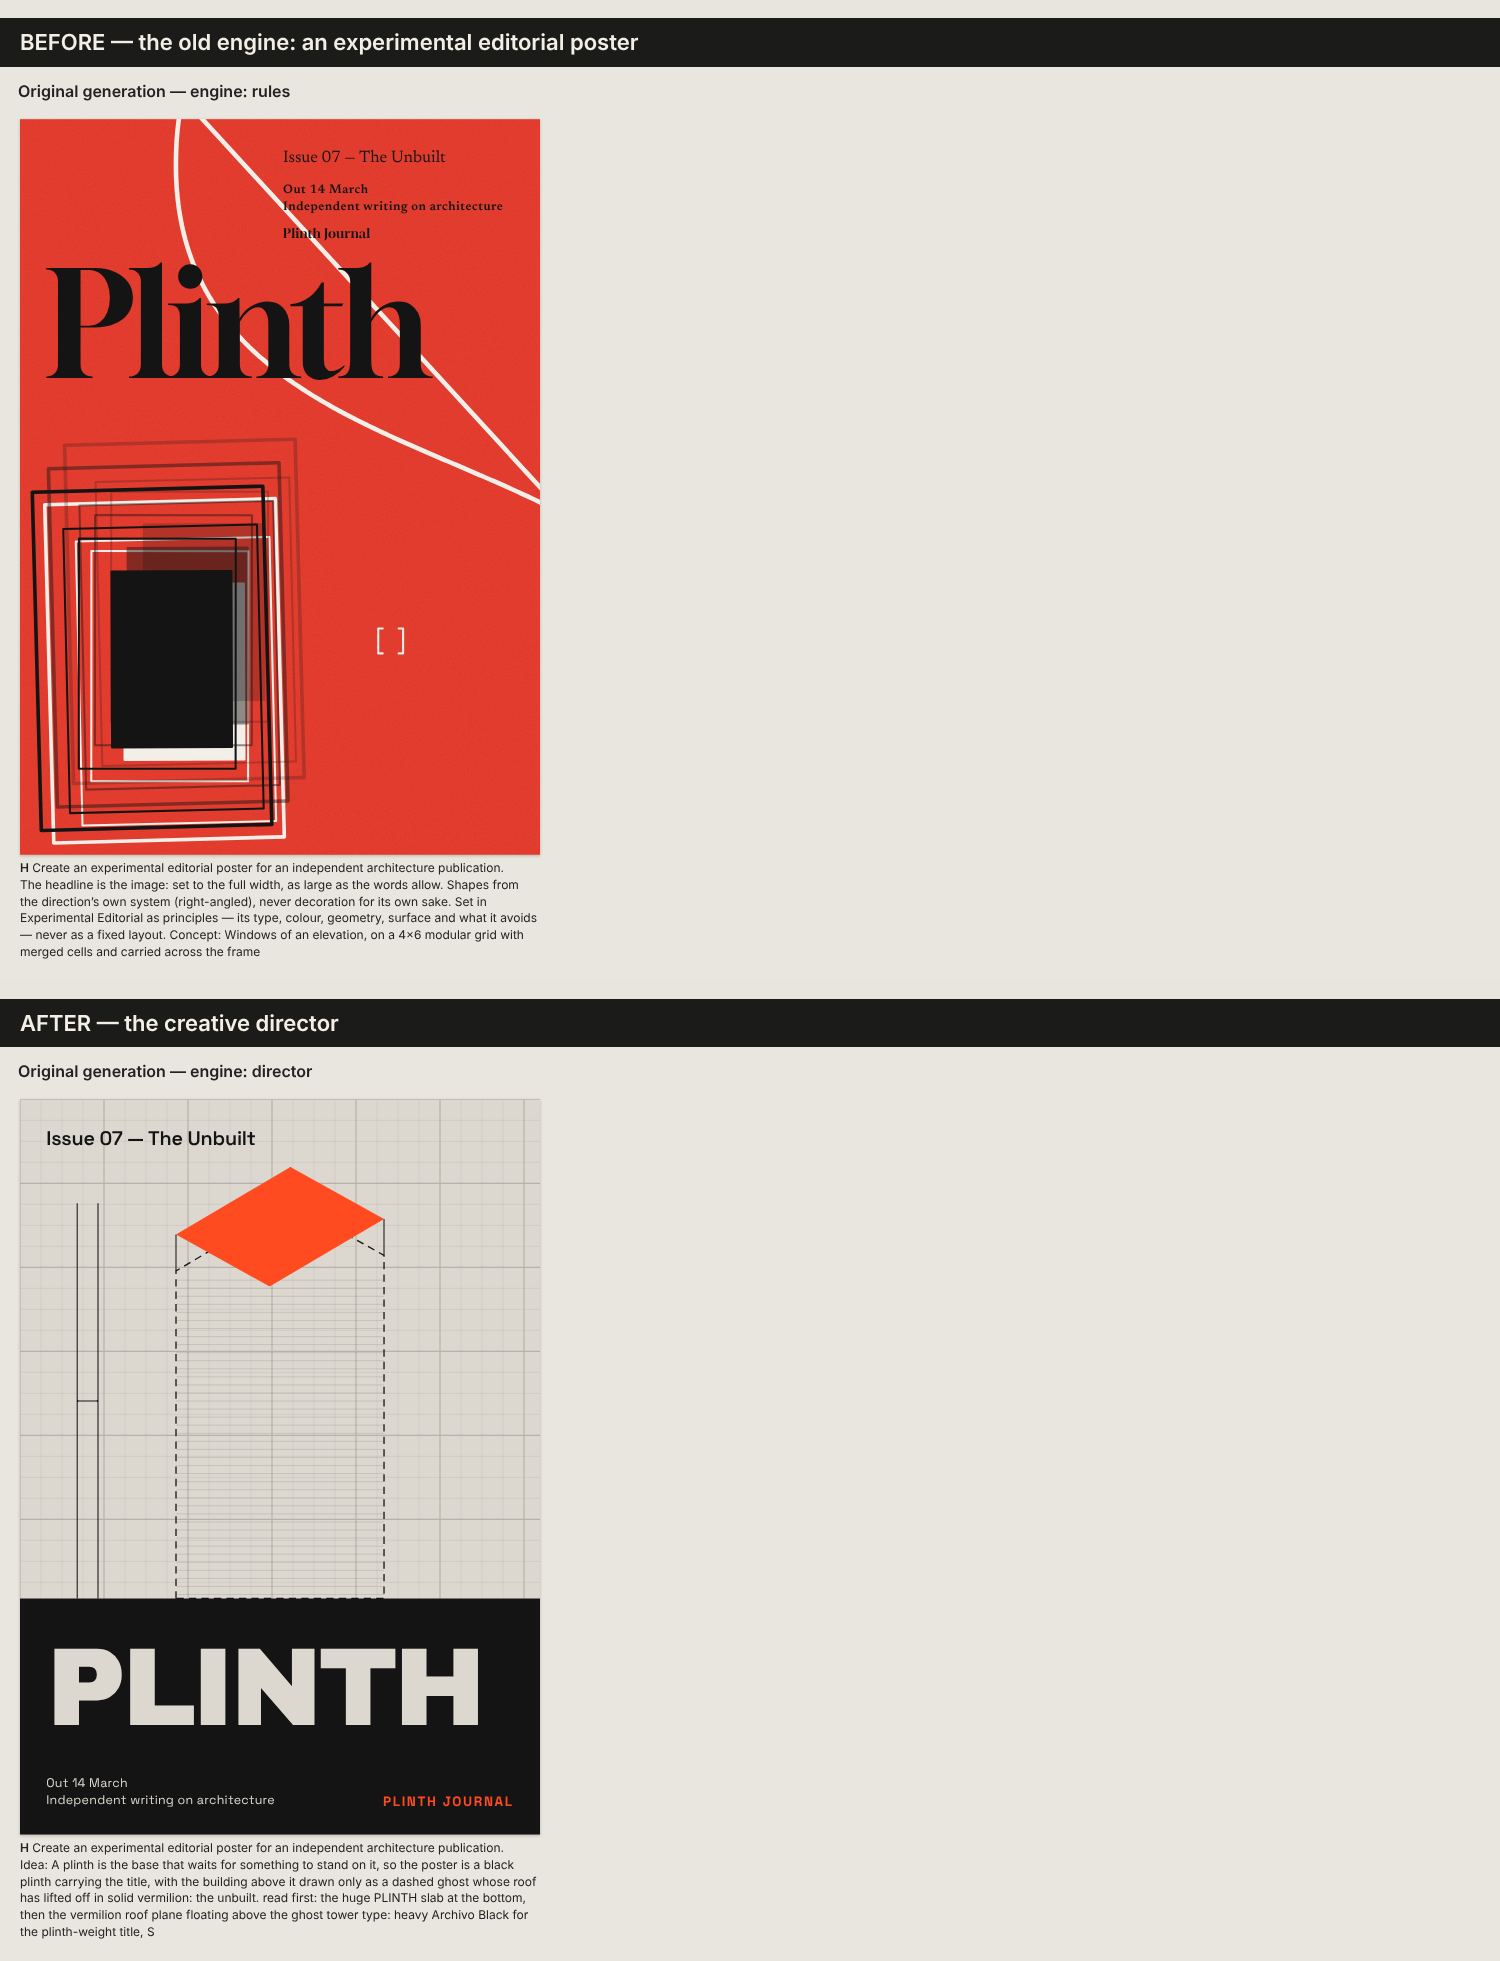 BEFORE — the old engine: an experimental editorial poster
Original generation — engine: rules
Issue 07 — The Unbuilt
Out 14 March
Independent writing on architecture
Plinth Journal
Plinth
[ ]
H Create an experimental editorial poster for an independent architecture publication.
The headline is the image: set to the full width, as large as the words allow. Shapes from
the direction’s own system (right-angled), never decoration for its own sake. Set in
Experimental Editorial as principles — its type, colour, geometry, surface and what it avoids
— never as a fixed layout. Concept: Windows of an elevation, on a 4×6 modular grid with
merged cells and carried across the frame
AFTER — the creative director
Original generation — engine: director
Issue 07 — The Unbuilt
PLINTH
Out 14 March
Independent writing on architecture
PLINTH JOURNAL
H Create an experimental editorial poster for an independent architecture publication.
Idea: A plinth is the base that waits for something to stand on it, so the poster is a black
plinth carrying the title, with the building above it drawn only as a dashed ghost whose roof
has lifted off in solid vermilion: the unbuilt. read first: the huge PLINTH slab at the bottom,
then the vermilion roof plane floating above the ghost tower type: heavy Archivo Black for
the plinth-weight title, S